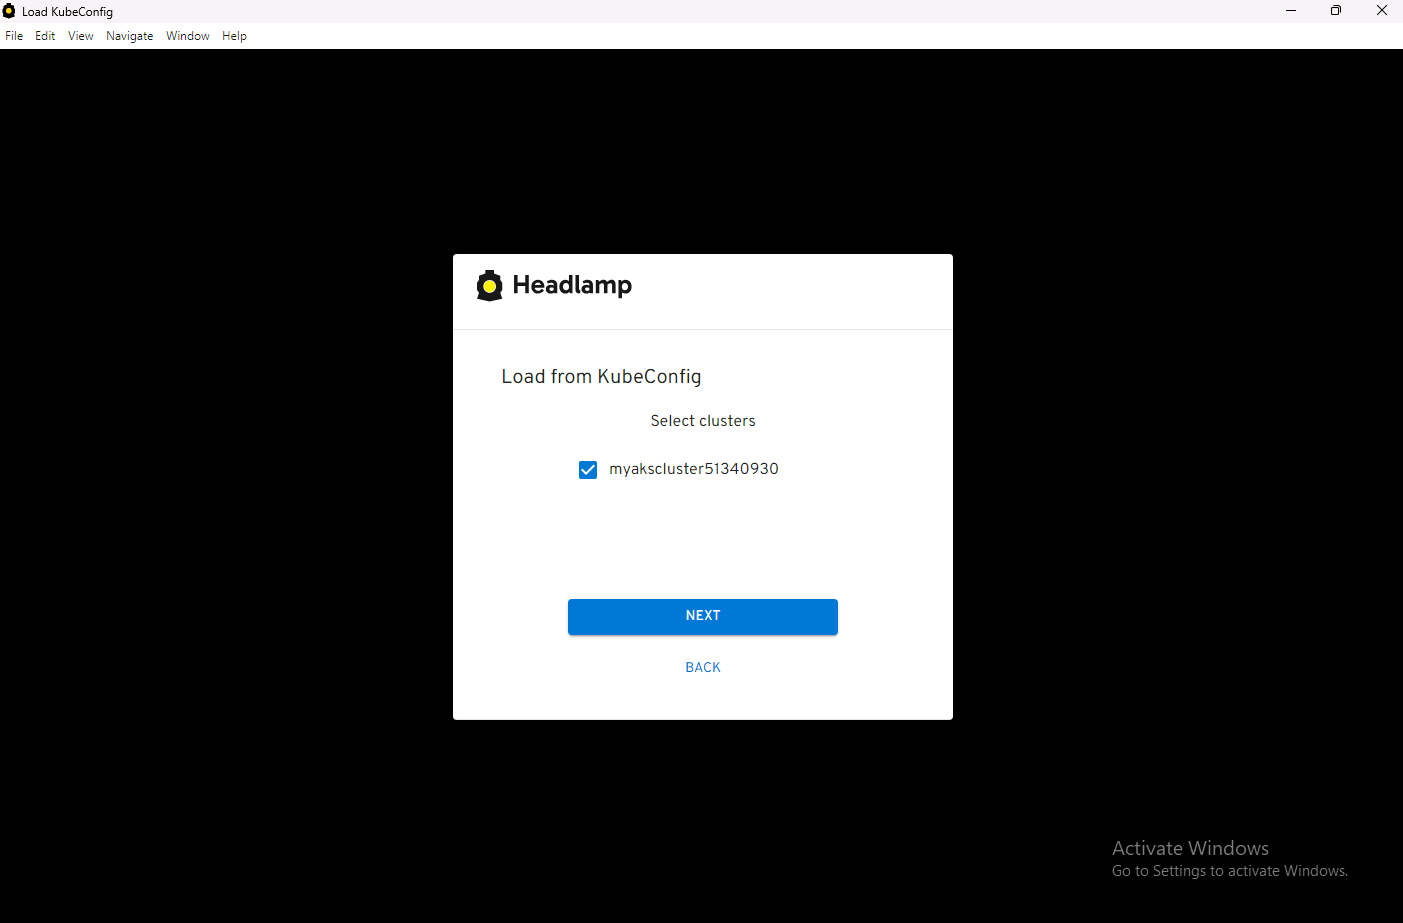 Load KubeConfig
File Edit View Navigate Window Help
Headlamp
Load from KubeConfig
Select clusters
myakscluster51340930
NEXT
BACK
Activate Windows
Go to Settings to activate Windows.